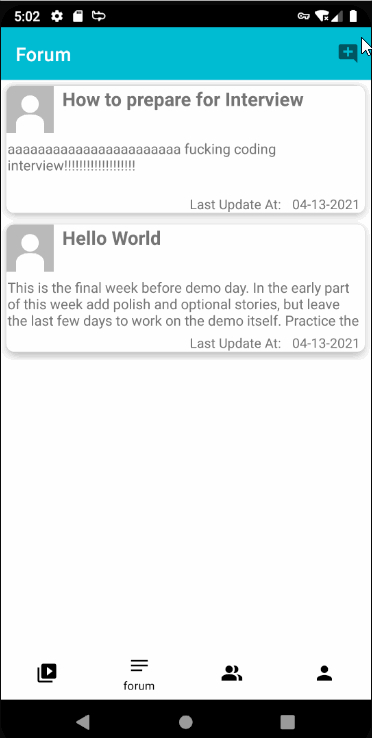 5:02
Forum
How to prepare for Interview
aaaaaaaaaaaaaaaaaaaaaaa fucking coding
interview!!!!!!!!!!!!!!!!!!!
Last Update At: 04-13-2021
Hello World
This is the final week before demo day. In the early part
of this week add polish and optional stories, but leave
the last few days to work on the demo itself. Practice the
Last Update At: 04-13-2021
forum